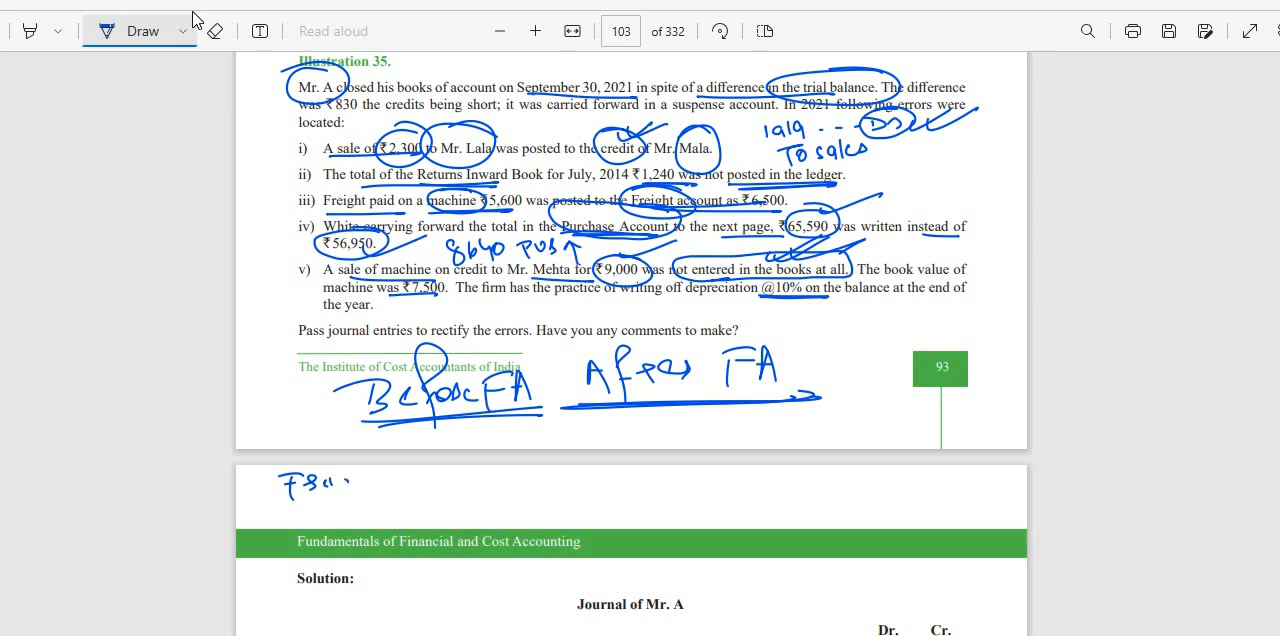 Draw
Read aloud
103 of 332
Illustration 35.
Mr. A closed his books of account on September 30, 2021 in spite of a difference in the trial balance. The difference
was ₹830 the credits being short; it was carried forward in a suspense account. In 2021 following errors were
located:
i) A sale of ₹2,300 to Mr. Lala was posted to the credit of Mr. Mala.
To sales
ii) The total of the Returns Inward Book for July, 2014 ₹1,240 was not posted in the ledger.
iii) Freight paid on a machine ₹5,600 was posted to the Freight account as ₹6,500.
iv) White carrying forward the total in the Purchase Account to the next page, ₹65,590 was written instead of
₹56,950.
8640 PUS ↑
v) A sale of machine on credit to Mr. Mehta for ₹9,000 was not entered in the books at all. The book value of
machine was ₹7,500. The firm has the practice of writing off depreciation @10% on the balance at the end of
the year.
Pass journal entries to rectify the errors. Have you any comments to make?
The Institute of Cost Accountants of India
93
Before FA
After FA
Fundamentals of Financial and Cost Accounting
Solution:
Journal of Mr. A
Dr. Cr.